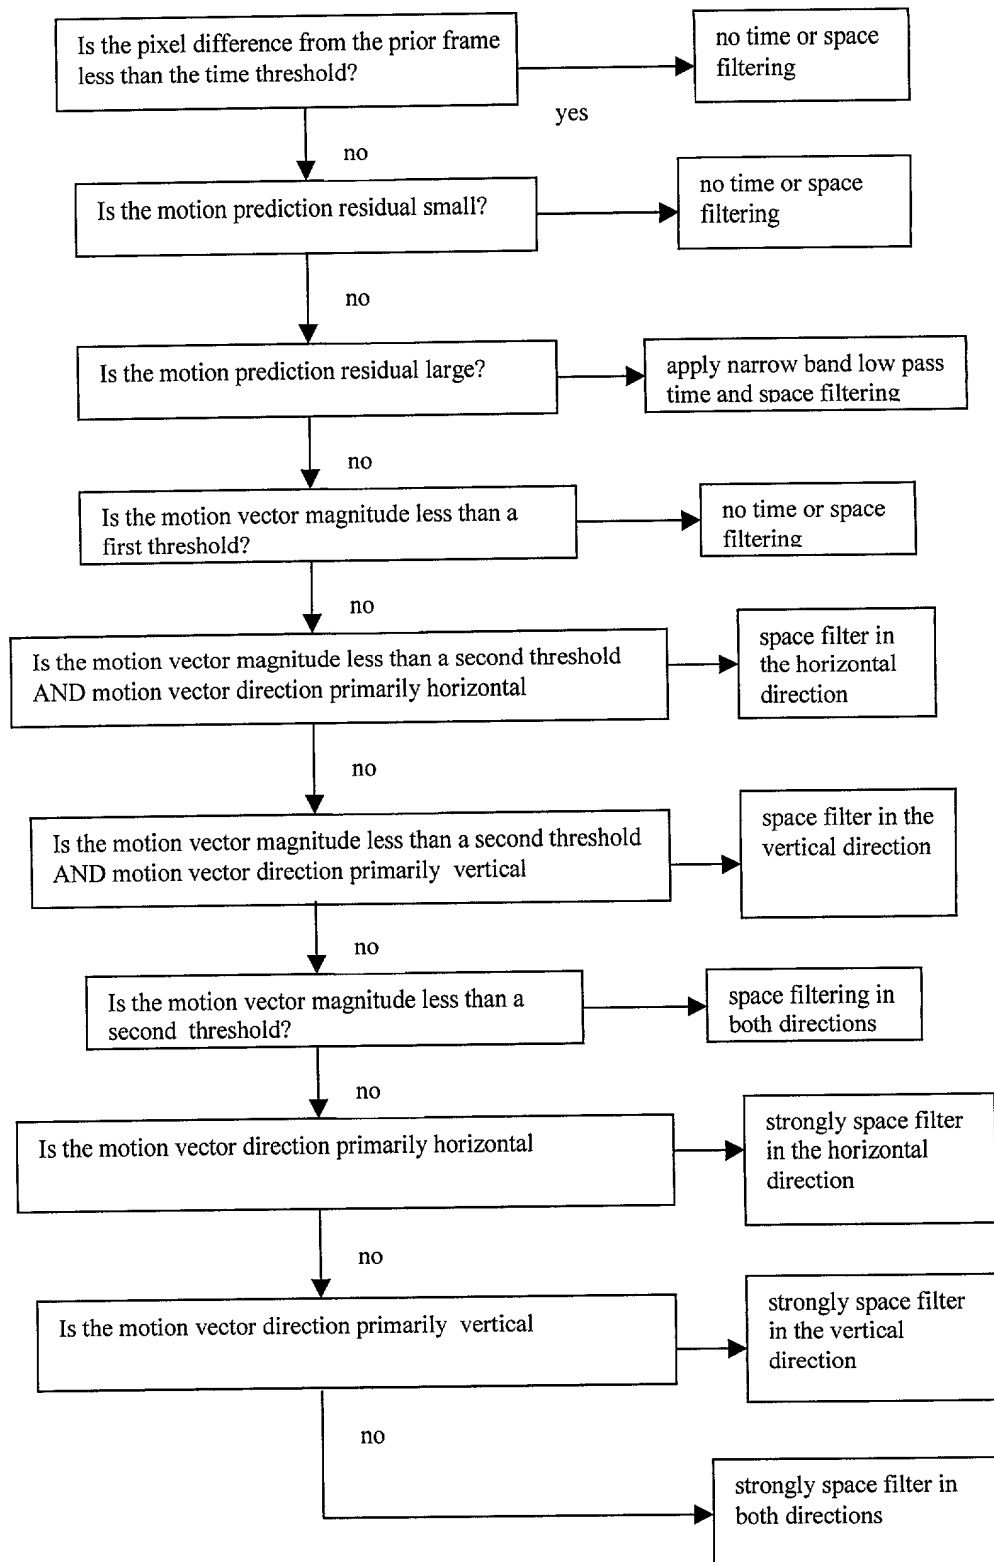 Is the pixel difference from the prior frame
less than the time threshold?
no time or space
filtering
yes
no
Is the motion prediction residual small?
no time or space
filtering
no
Is the motion prediction residual large?
apply narrow band low pass
time and space filtering
no
Is the motion vector magnitude less than a
first threshold?
no time or space
filtering
no
Is the motion vector magnitude less than a second threshold
AND motion vector direction primarily horizontal
space filter in
the horizontal
direction
no
Is the motion vector magnitude less than a second threshold
AND motion vector direction primarily vertical
space filter in the
vertical direction
no
Is the motion vector magnitude less than a
second threshold?
space filtering in
both directions
no
Is the motion vector direction primarily horizontal
strongly space filter
in the horizontal
direction
no
Is the motion vector direction primarily vertical
strongly space filter
in the vertical
direction
no
strongly space filter in
both directions